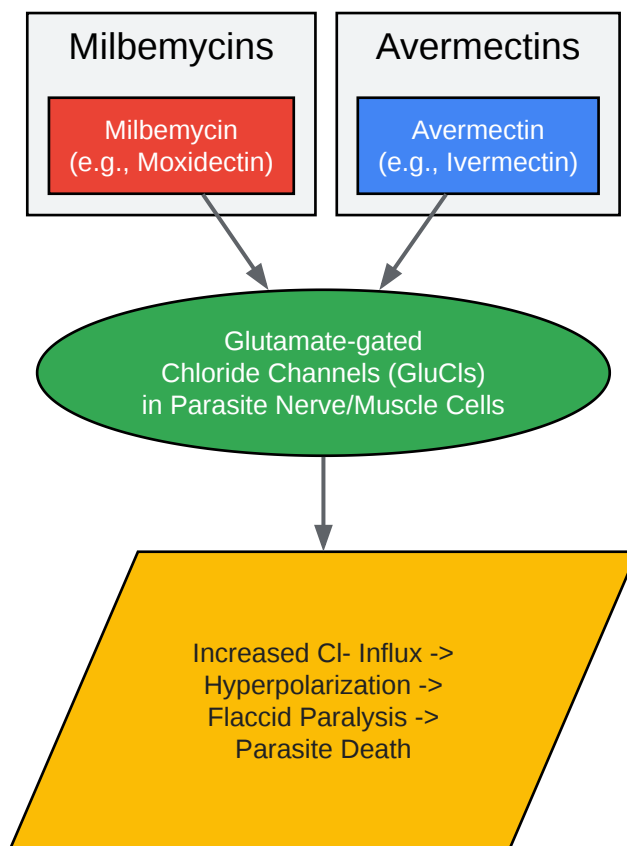 Milbemycins
Avermectins
Milbemycin
(e.g., Moxidectin)
Avermectin
(e.g., Ivermectin)
Glutamate-gated
Chloride Channels (GluCls)
in Parasite Nerve/Muscle Cells
Increased Cl- Influx ->
Hyperpolarization ->
Flaccid Paralysis ->
Parasite Death